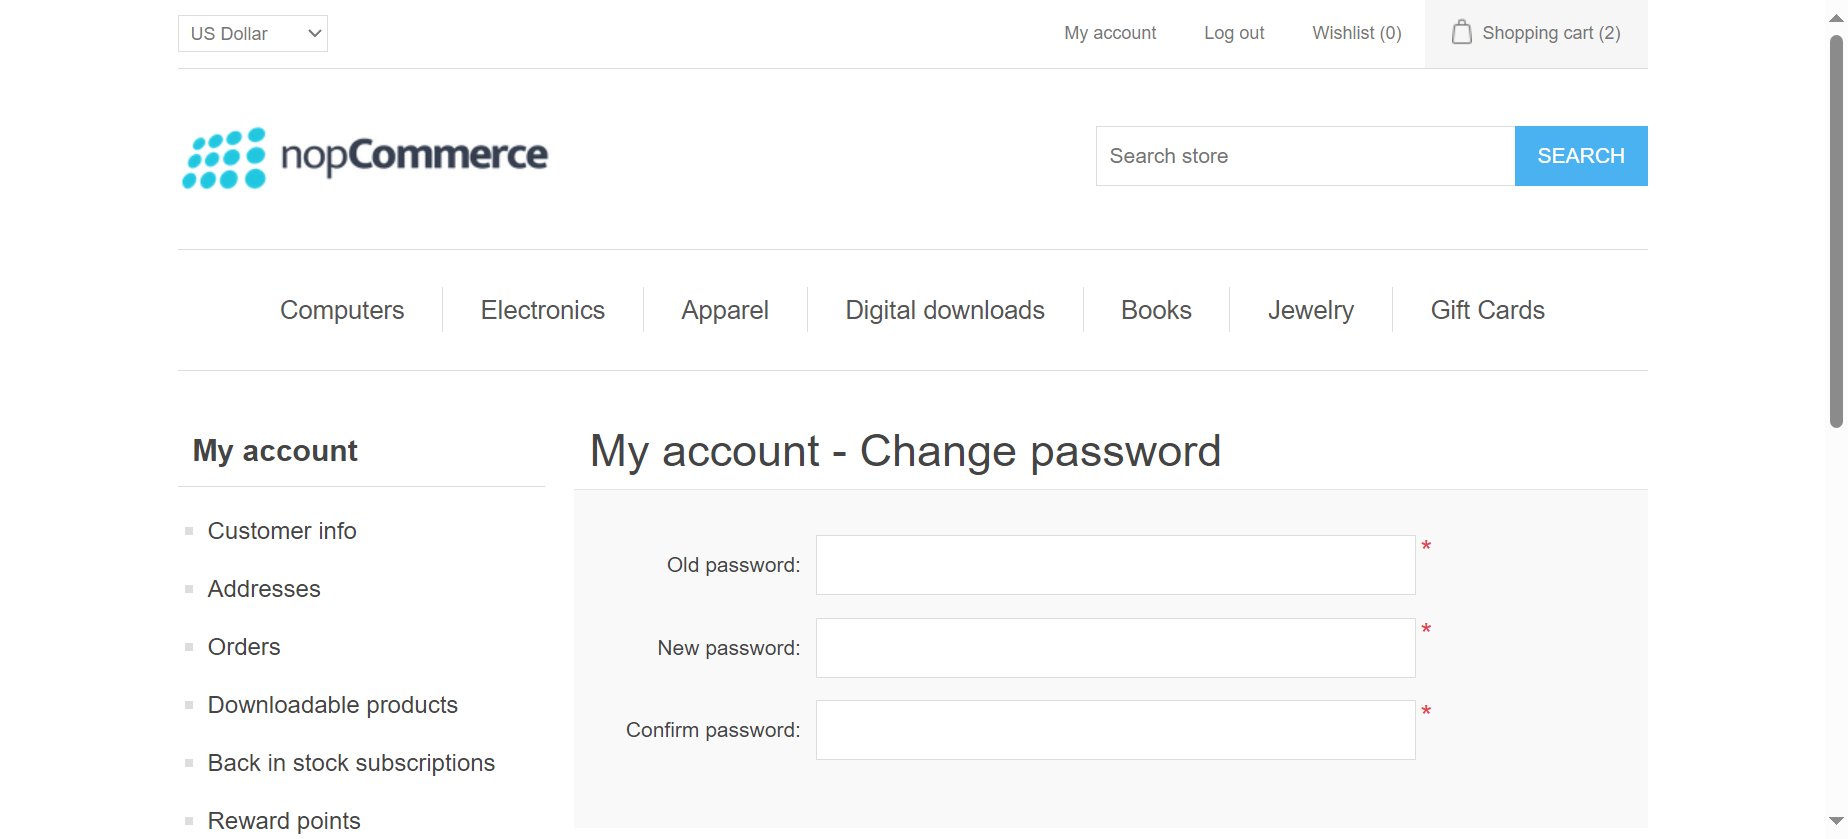 US Dollar
My account
Log out
Wishlist (0)
Shopping cart (2)
nopCommerce
Search store
SEARCH
Computers
Electronics
Apparel
Digital downloads
Books
Jewelry
Gift Cards
My account
Customer info
Addresses
Orders
Downloadable products
Back in stock subscriptions
Reward points
My account - Change password
Old password:
*
New password:
*
Confirm password:
*